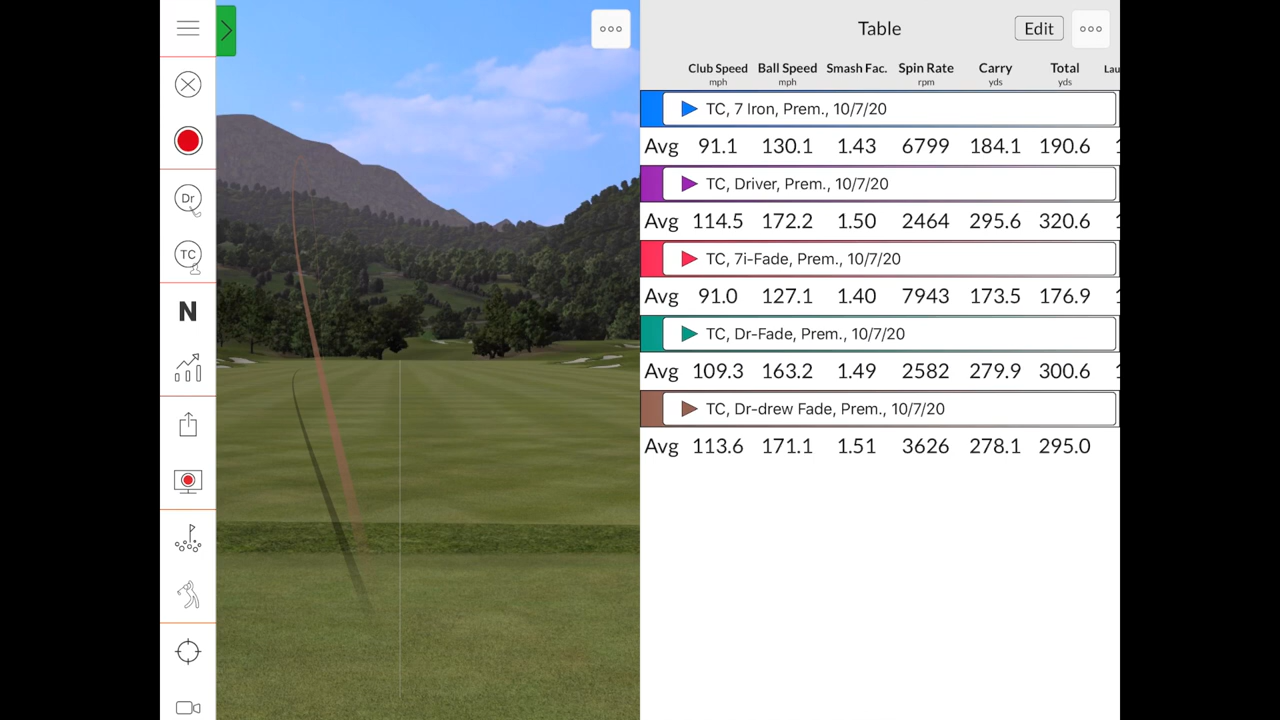 Dr
TC
N
Table
Edit
Club Speed Ball Speed Smash Fac. Spin Rate Carry Total Lau
mph mph rpm yds yds
TC, 7 Iron, Prem., 10/7/20
Avg 91.1 130.1 1.43 6799 184.1 190.6
TC, Driver, Prem., 10/7/20
Avg 114.5 172.2 1.50 2464 295.6 320.6
TC, 7i-Fade, Prem., 10/7/20
Avg 91.0 127.1 1.40 7943 173.5 176.9
TC, Dr-Fade, Prem., 10/7/20
Avg 109.3 163.2 1.49 2582 279.9 300.6
TC, Dr-drew Fade, Prem., 10/7/20
Avg 113.6 171.1 1.51 3626 278.1 295.0